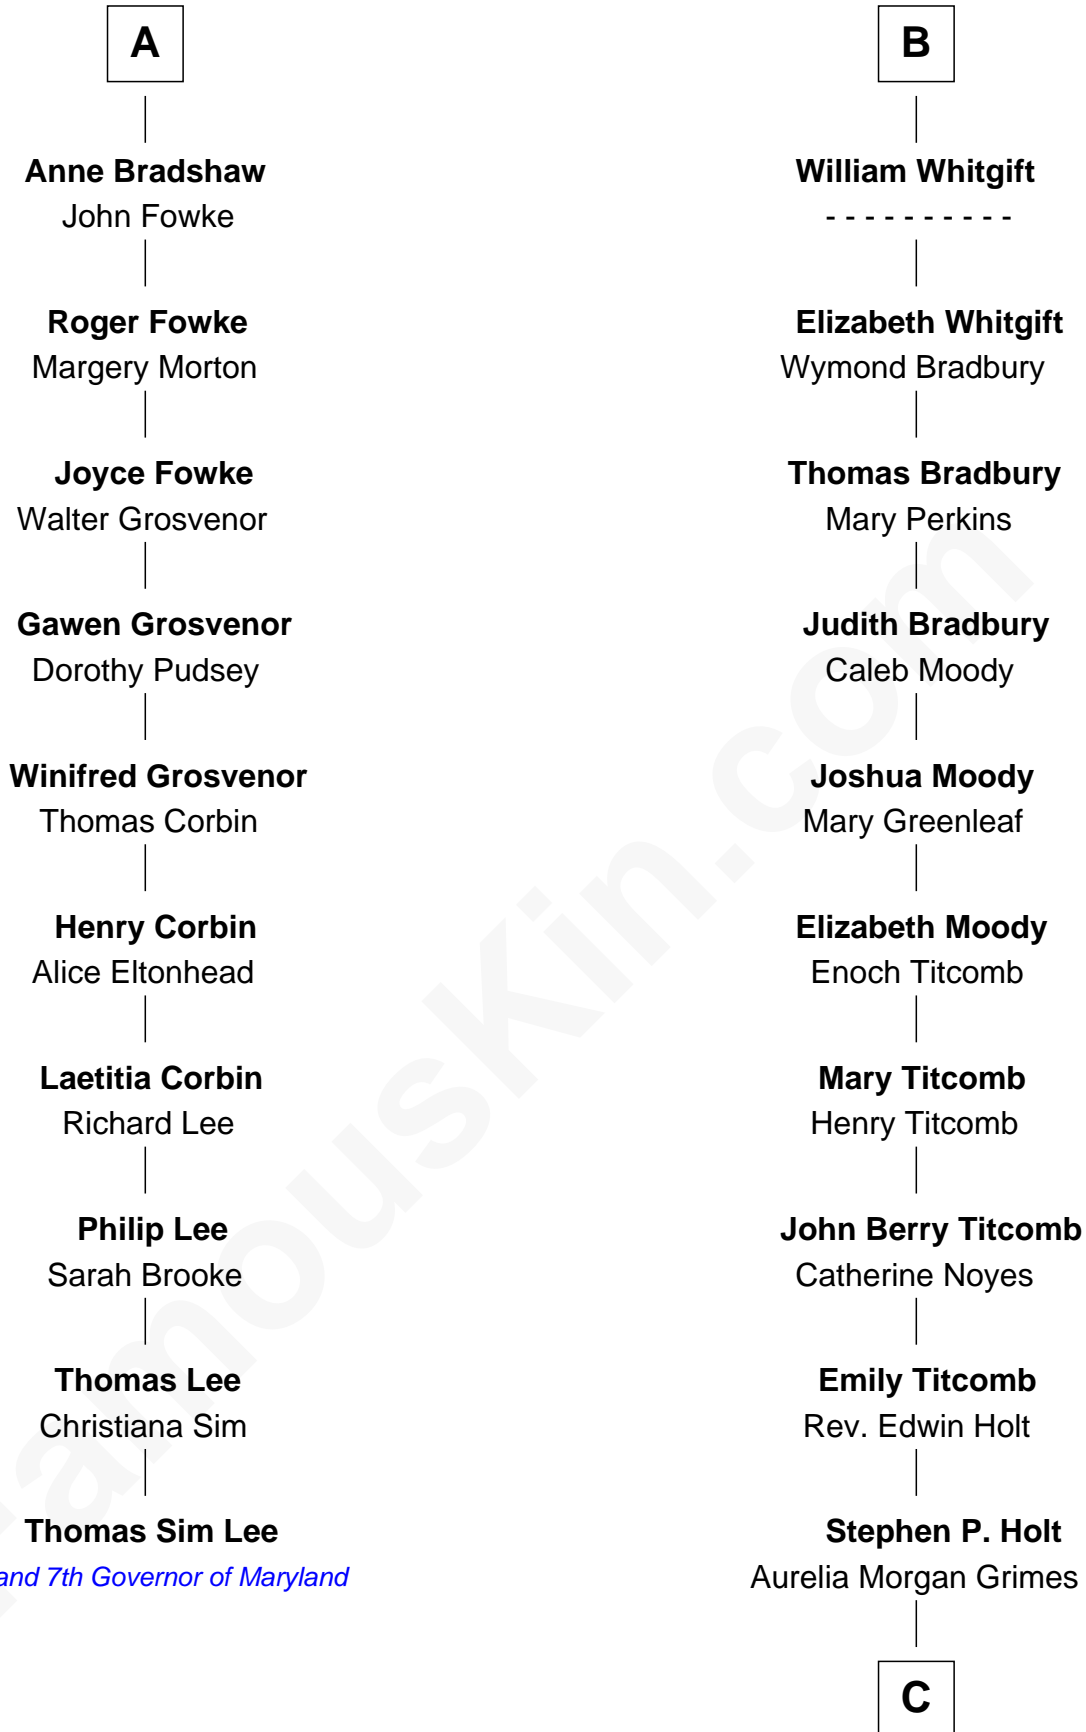 A
Anne Bradshaw
John Fowke
Roger Fowke
Margery Morton
Joyce Fowke
Walter Grosvenor
Gawen Grosvenor
Dorothy Pudsey
Winifred Grosvenor
Thomas Corbin
Henry Corbin
Alice Eltonhead
Laetitia Corbin
Richard Lee
Philip Lee
Sarah Brooke
Thomas Lee
Christiana Sim
Thomas Sim Lee
and 7th Governor of Maryland
B
William Whitgift
- - - - - - - - - -
Elizabeth Whitgift
Wymond Bradbury
Thomas Bradbury
Mary Perkins
Judith Bradbury
Caleb Moody
Joshua Moody
Mary Greenleaf
Elizabeth Moody
Enoch Titcomb
Mary Titcomb
Henry Titcomb
John Berry Titcomb
Catherine Noyes
Emily Titcomb
Rev. Edwin Holt
Stephen P. Holt
Aurelia Morgan Grimes
C
FamousKin.com